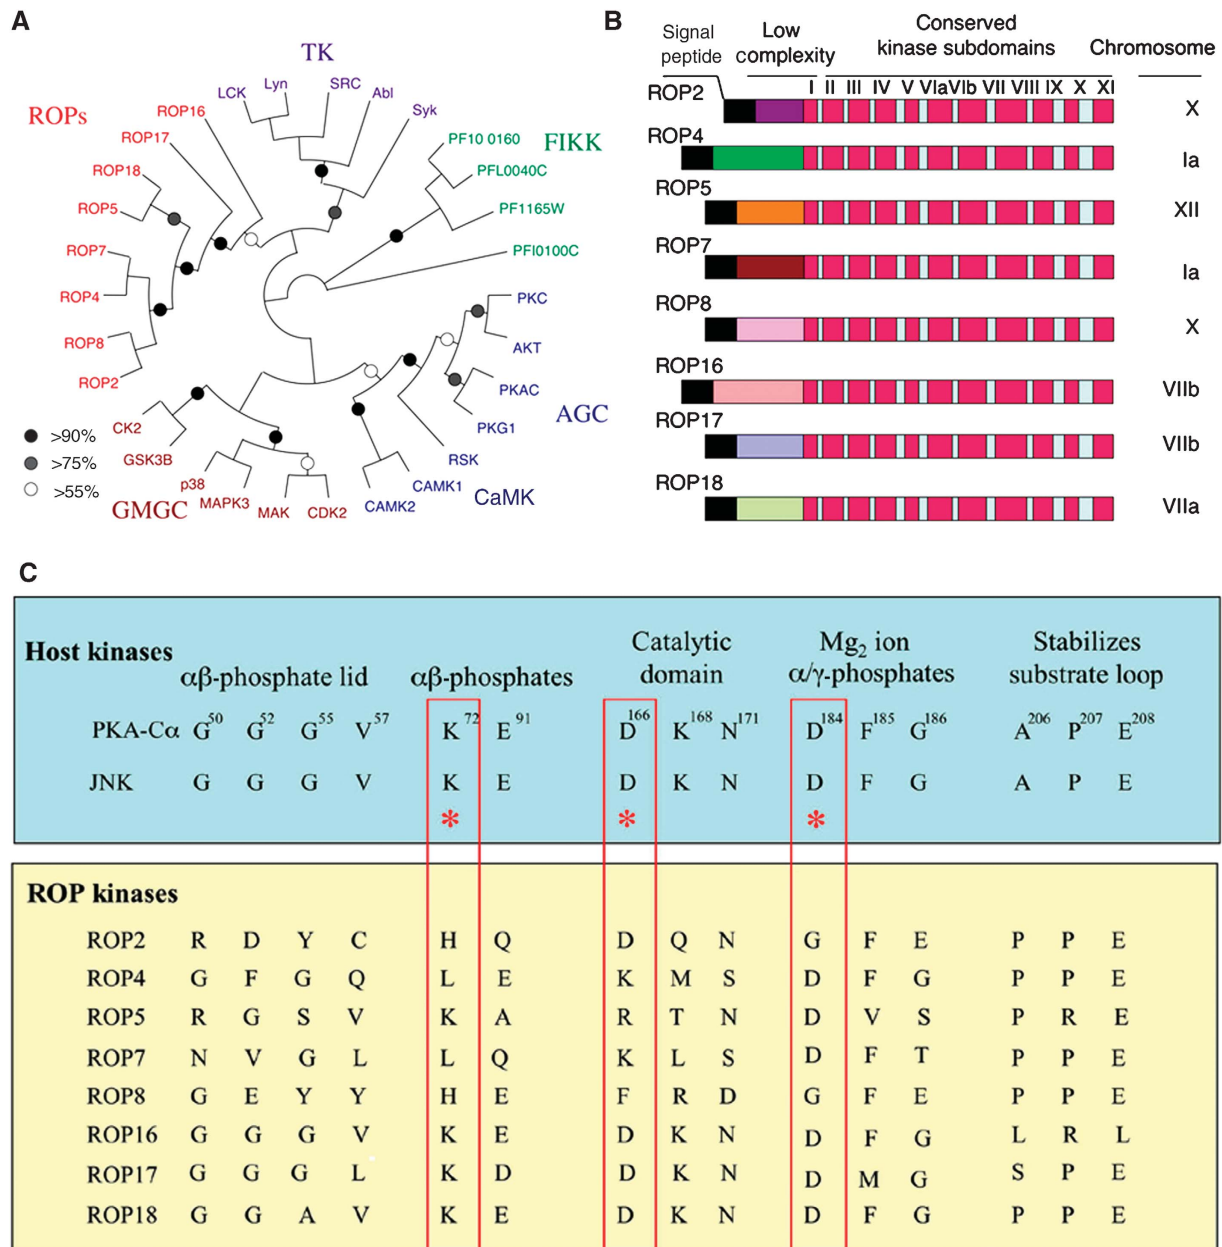 A
TK
ROPs
FIKK
AGC
CaMK
GMGC
LCK
Lyn
SRC
Abl
Syk
ROP16
ROP17
ROP18
ROP5
ROP7
ROP4
ROP8
ROP2
PF10 0160
PFL0040C
PF1165W
PFI0100C
PKC
AKT
PKAC
PKG1
RSK
CAMK1
CAMK2
CK2
GSK3B
p38
MAPK3
MAK
CDK2
>90%
>75%
>55%
B
Signal
peptide
Low
complexity
Conserved
kinase subdomains
Chromosome
I II III IV V VIa VIb VII VIII IX X XI
ROP2 X
ROP4 Ia
ROP5 XII
ROP7 Ia
ROP8 X
ROP16 VIIb
ROP17 VIIb
ROP18 VIIa
C
Host kinases
αβ-phosphate lid
αβ-phosphates
Catalytic
domain
Mg2 ion
α/γ-phosphates
Stabilizes
substrate loop
PKA-Cα G50 G52 G55 V57 K72 E91 D166 K168 N171 D184 F185 G186 A206 P207 E208
JNK G G G V K E D K N D F G A P E
* * *
ROP kinases
ROP2 R D Y C H Q D Q N G F E P P E
ROP4 G F G Q L E K M S D F G P P E
ROP5 R G S V K A R T N D V S P R E
ROP7 N V G L L Q K L S D F T P P E
ROP8 G E Y Y H E F R D G F E P P E
ROP16 G G G V K E D K N D F G L R L
ROP17 G G G L K D D K N D M G S P E
ROP18 G G A V K E D K N D F G P P E